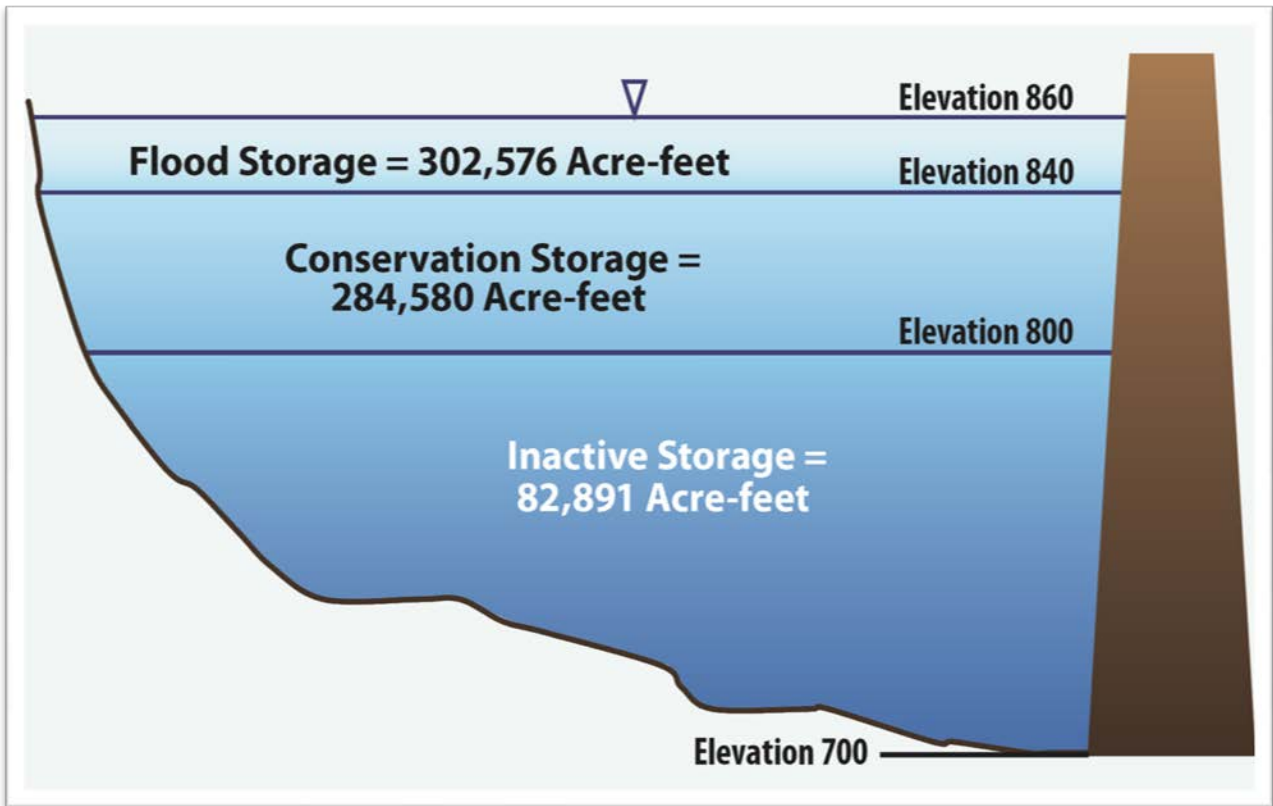 Elevation 860
Flood Storage = 302,576 Acre-feet
Elevation 840
Conservation Storage =
284,580 Acre-feet
Elevation 800
Inactive Storage =
82,891 Acre-feet
Elevation 700